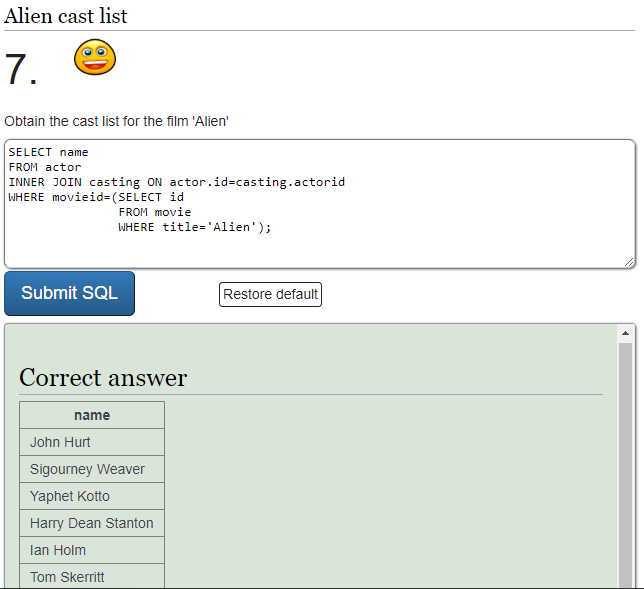 Alien cast list
7.
Obtain the cast list for the film 'Alien'
SELECT name
FROM actor
INNER JOIN casting ON actor.id=casting.actorid
WHERE movieid=(SELECT id
FROM movie
WHERE title='Alien');
Submit SQL
Restore default
Correct answer
name
John Hurt
Sigourney Weaver
Yaphet Kotto
Harry Dean Stanton
Ian Holm
Tom Skerritt